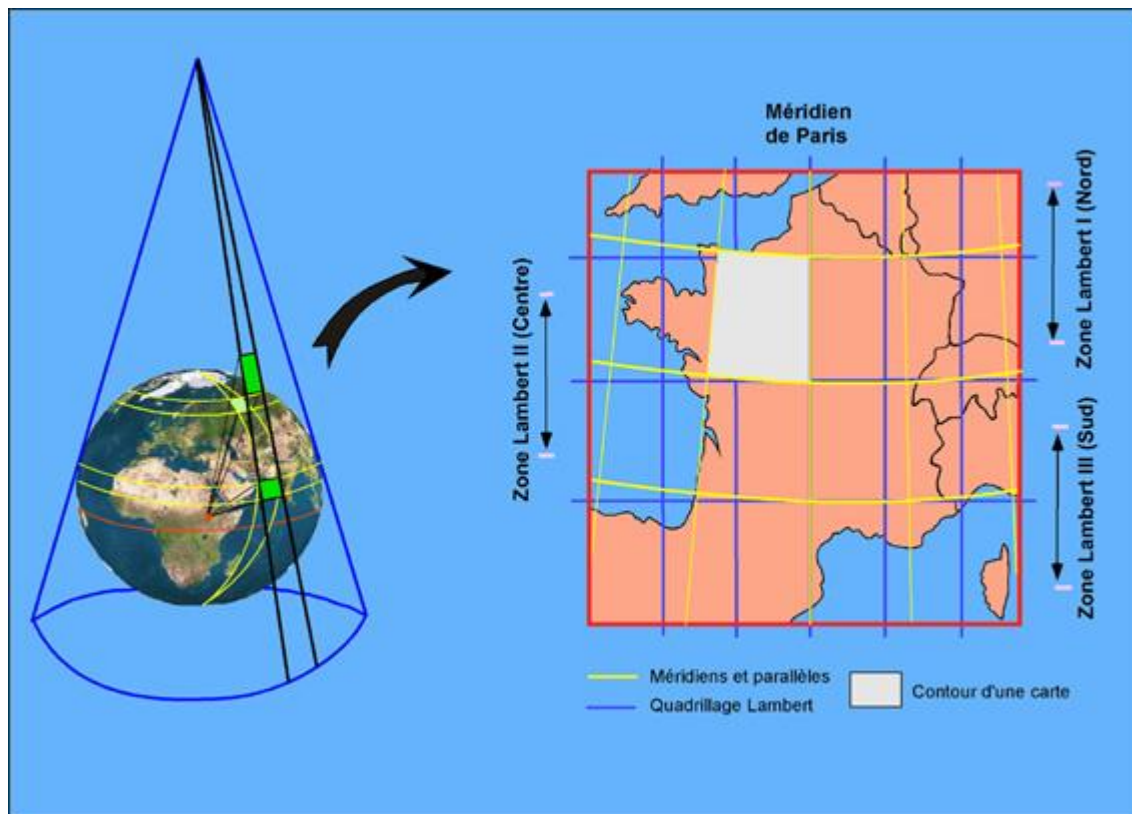 Méridien
de Paris
Zone Lambert II (Centre)
Zone Lambert I (Nord)
Zone Lambert III (Sud)
Méridiens et parallèles
Quadrillage Lambert
Contour d'une carte